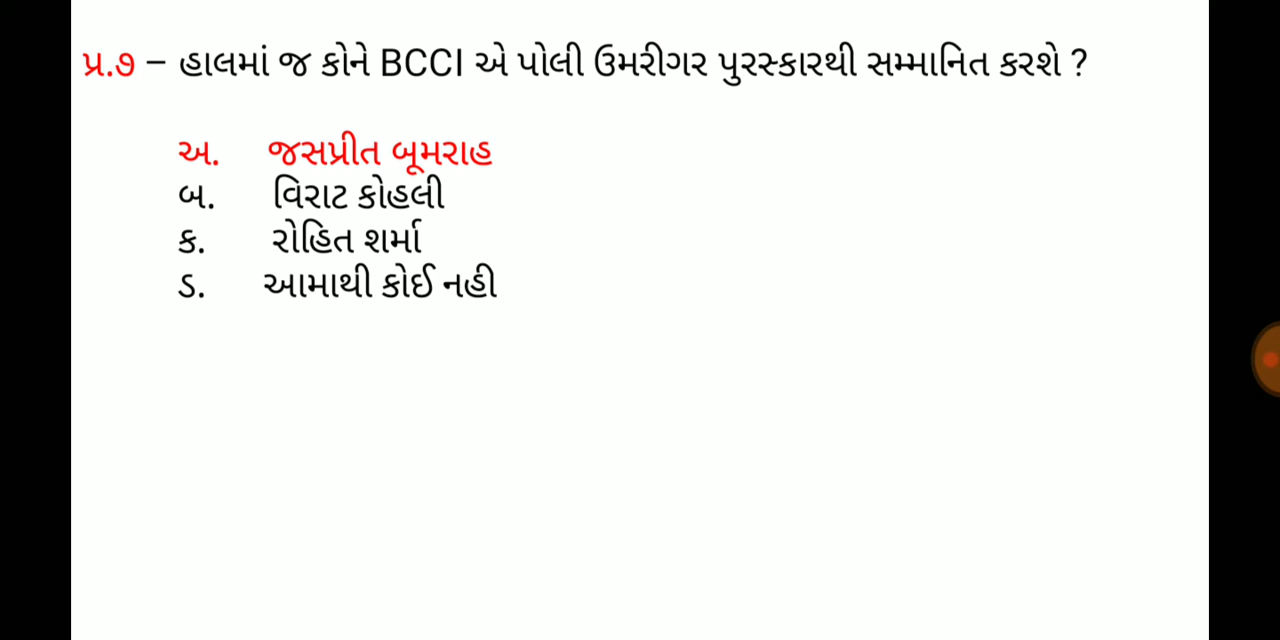 પ્ર.૭ – હાલમાં જ કોને BCCI એ પોલી ઉમરીગર પુરસ્કારથી સમ્માનિત કરશે ?
અ. જસપ્રીત બૂમરાહ
બ. વિરાટ કોહલી
ક. રોહિત શર્મા
ડ. આમાથી કોઈ નહી